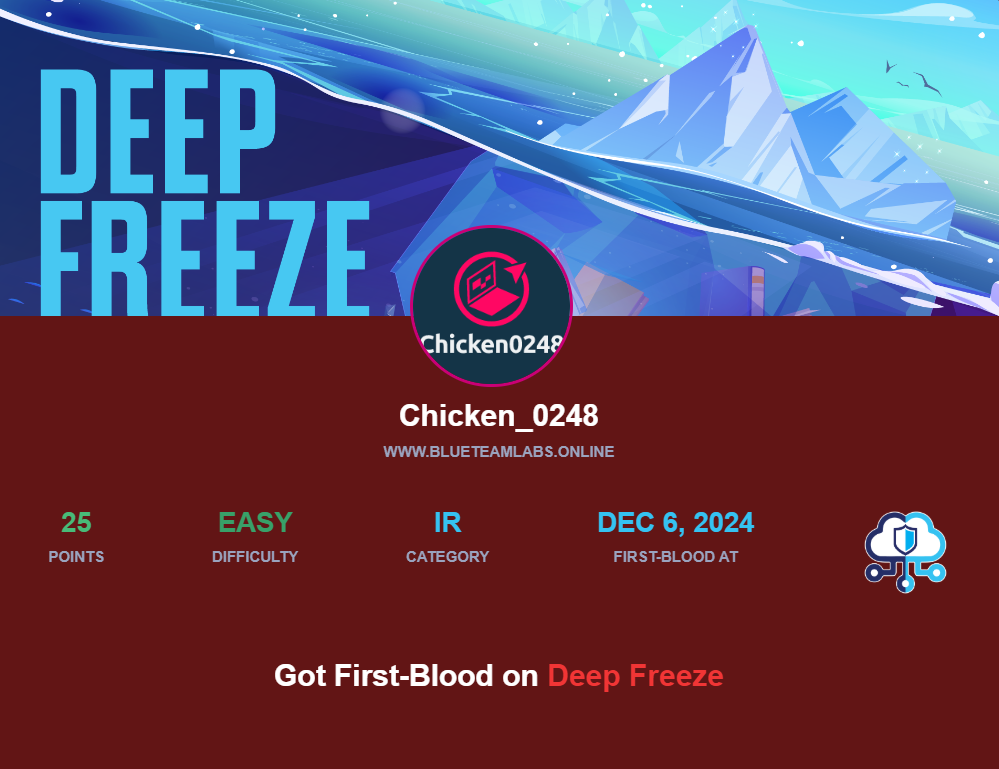 DEEP
FREEZE
Chicken0248
Chicken_0248
WWW.BLUETEAMLABS.ONLINE
25 EASY IR DEC 6, 2024
POINTS DIFFICULTY CATEGORY FIRST-BLOOD AT
Got First-Blood on Deep Freeze